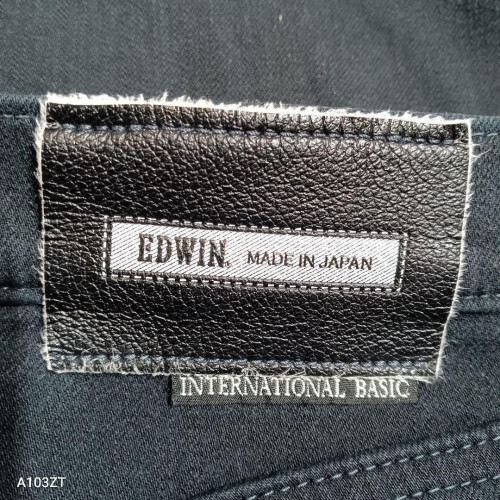 EDWIN. MADE IN JAPAN
INTERNATIONAL BASIC
A103ZT